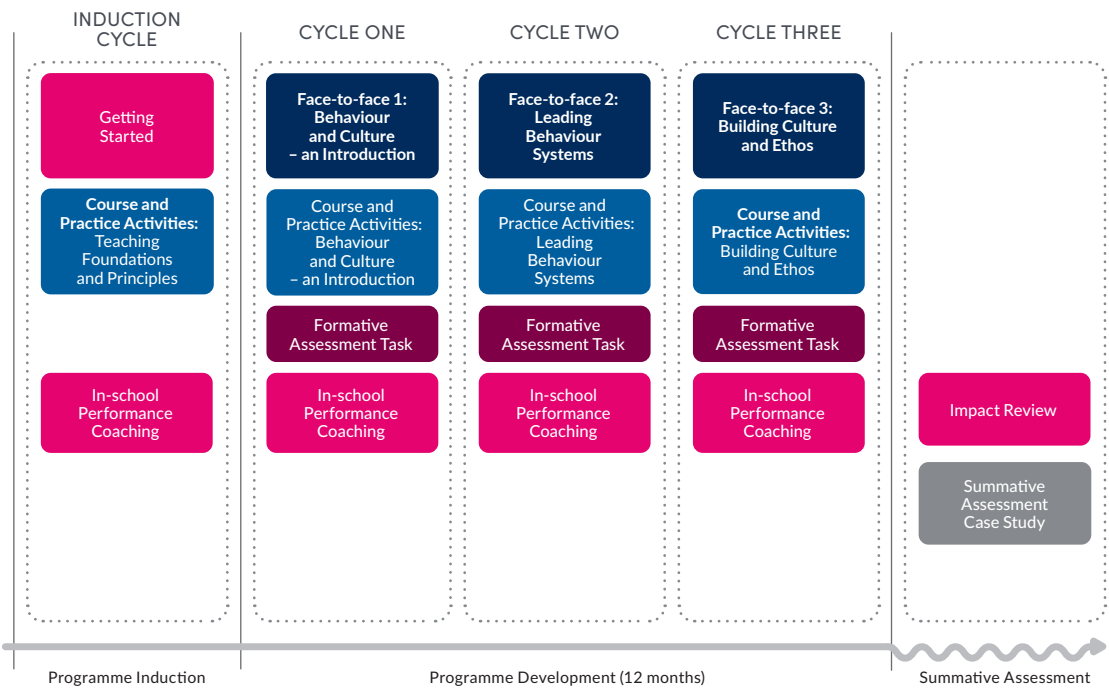 INDUCTION
CYCLE
Getting
Started
Course and
Practice Activities:
Teaching
Foundations
and Principles
In-school
Performance
Coaching
CYCLE ONE
Face-to-face 1:
Behaviour
and Culture
– an Introduction
Course and
Practice Activities:
Behaviour
and Culture
– an Introduction
Formative
Assessment Task
In-school
Performance
Coaching
CYCLE TWO
Face-to-face 2:
Leading
Behaviour
Systems
Course and
Practice Activities:
Leading
Behaviour
Systems
Formative
Assessment Task
In-school
Performance
Coaching
CYCLE THREE
Face-to-face 3:
Building Culture
and Ethos
Course and
Practice Activities:
Building Culture
and Ethos
Formative
Assessment Task
In-school
Performance
Coaching
Impact Review
Summative
Assessment
Case Study
Programme Induction
Programme Development (12 months)
Summative Assessment